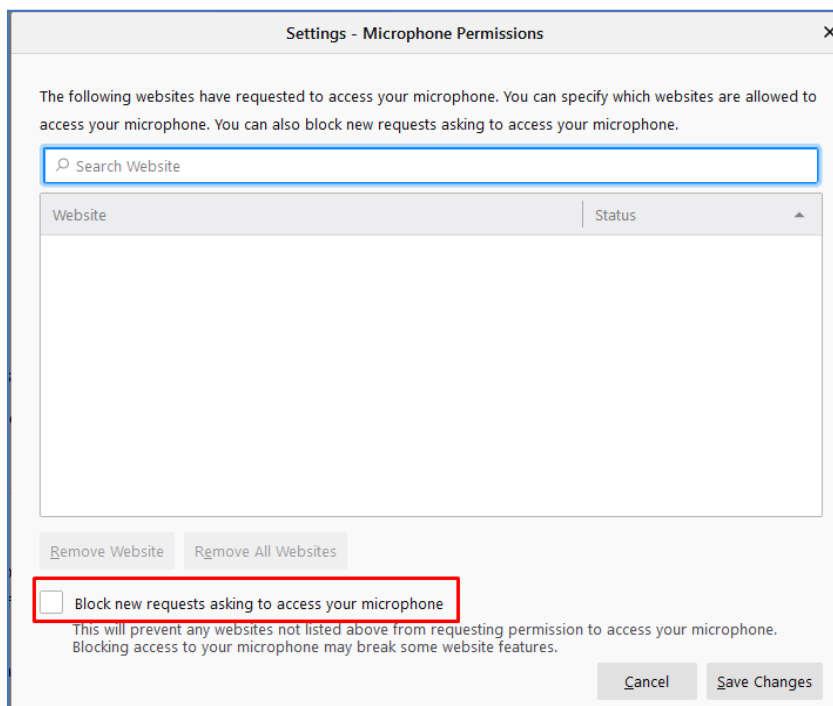 Settings - Microphone Permissions
The following websites have requested to access your microphone. You can specify which websites are allowed to
access your microphone. You can also block new requests asking to access your microphone.
Search Website
Website Status
Remove Website Remove All Websites
Block new requests asking to access your microphone
This will prevent any websites not listed above from requesting permission to access your microphone.
Blocking access to your microphone may break some website features.
Cancel Save Changes